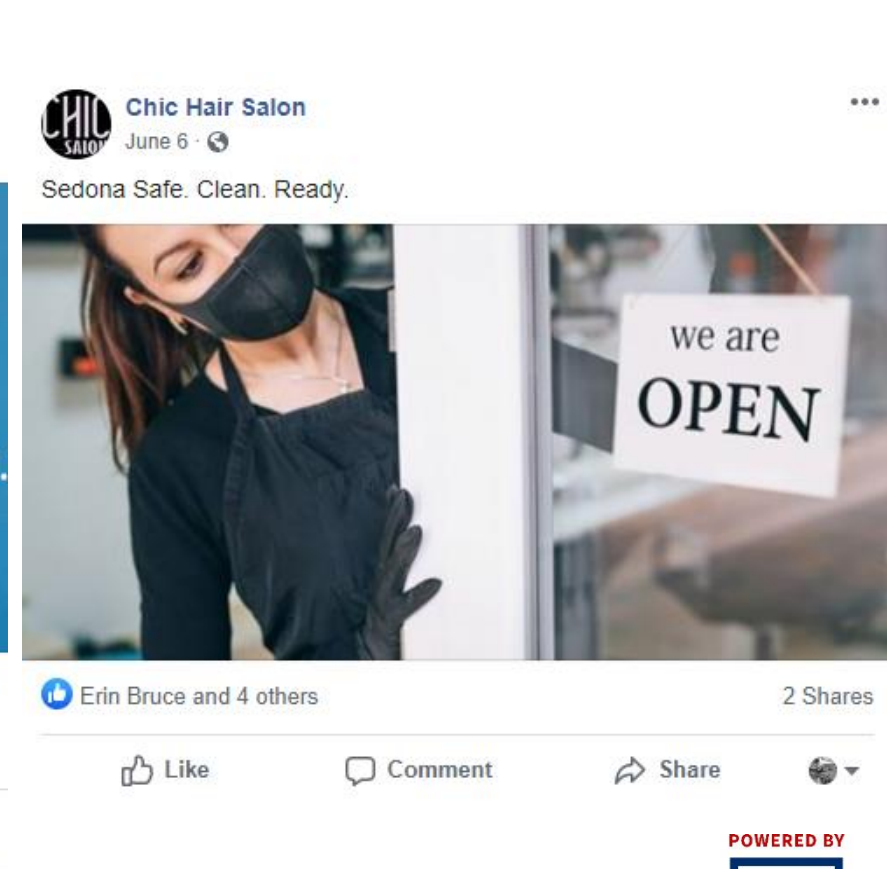 CHIC
SALON
Chic Hair Salon
June 6 ·
Sedona Safe. Clean. Ready.
we are
OPEN
Erin Bruce and 4 others
2 Shares
Like
Comment
Share
POWERED BY